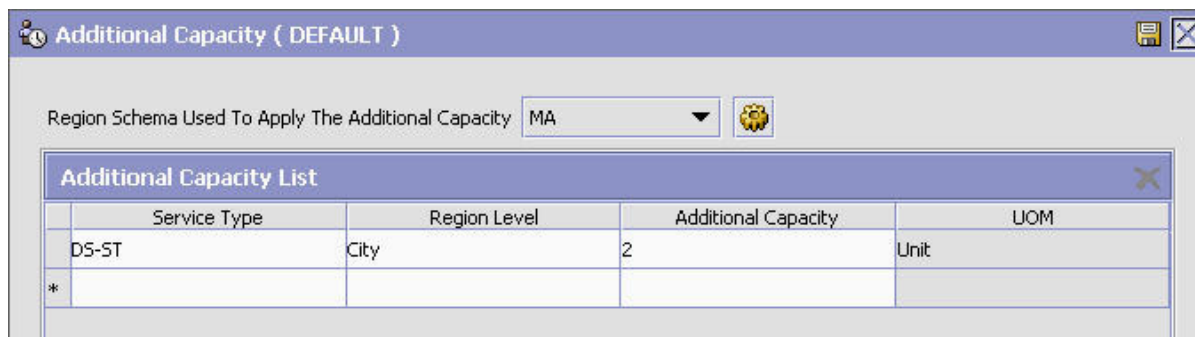 Additional Capacity ( DEFAULT )
Region Schema Used To Apply The Additional Capacity MA
Additional Capacity List
Service Type Region Level Additional Capacity UOM
DS-ST City 2 Unit
*